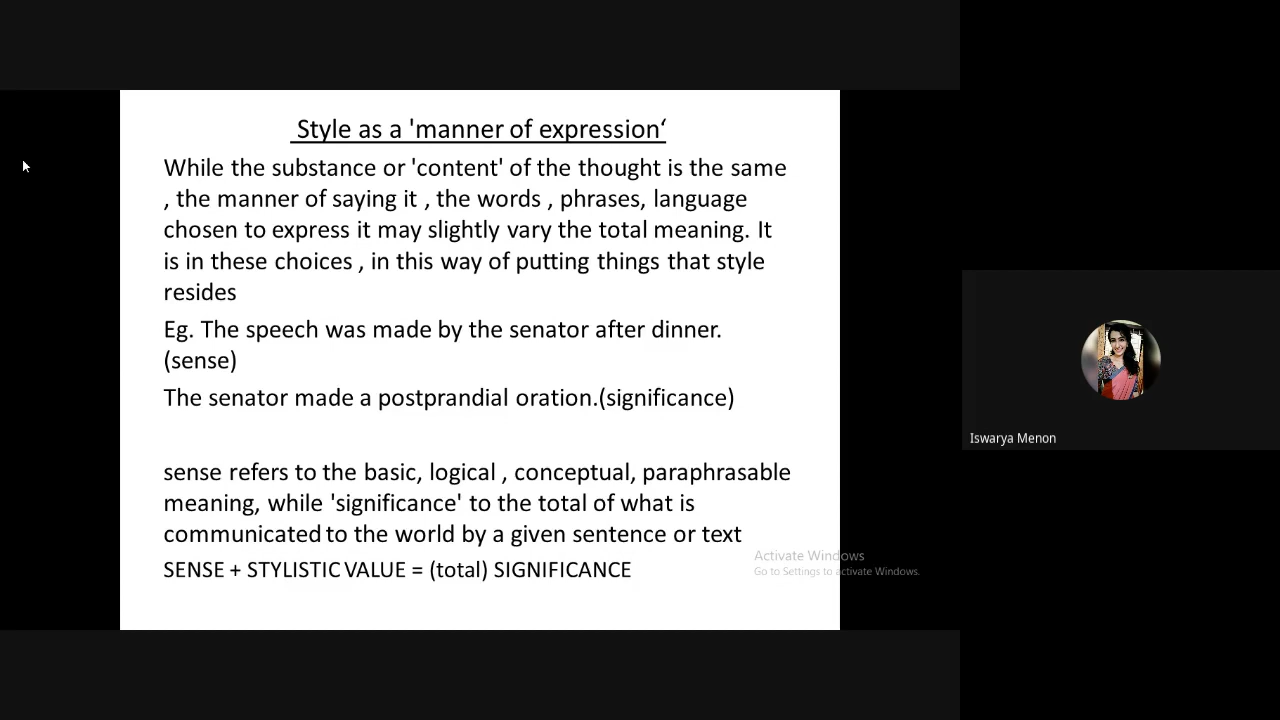 Style as a 'manner of expression‘
While the substance or 'content' of the thought is the same
, the manner of saying it , the words , phrases, language
chosen to express it may slightly vary the total meaning. It
is in these choices , in this way of putting things that style
resides
Eg. The speech was made by the senator after dinner.
(sense)
The senator made a postprandial oration.(significance)
sense refers to the basic, logical , conceptual, paraphrasable
meaning, while 'significance' to the total of what is
communicated to the world by a given sentence or text
SENSE + STYLISTIC VALUE = (total) SIGNIFICANCE
Activate Windows
Go to Settings to activate Windows.
Iswarya Menon